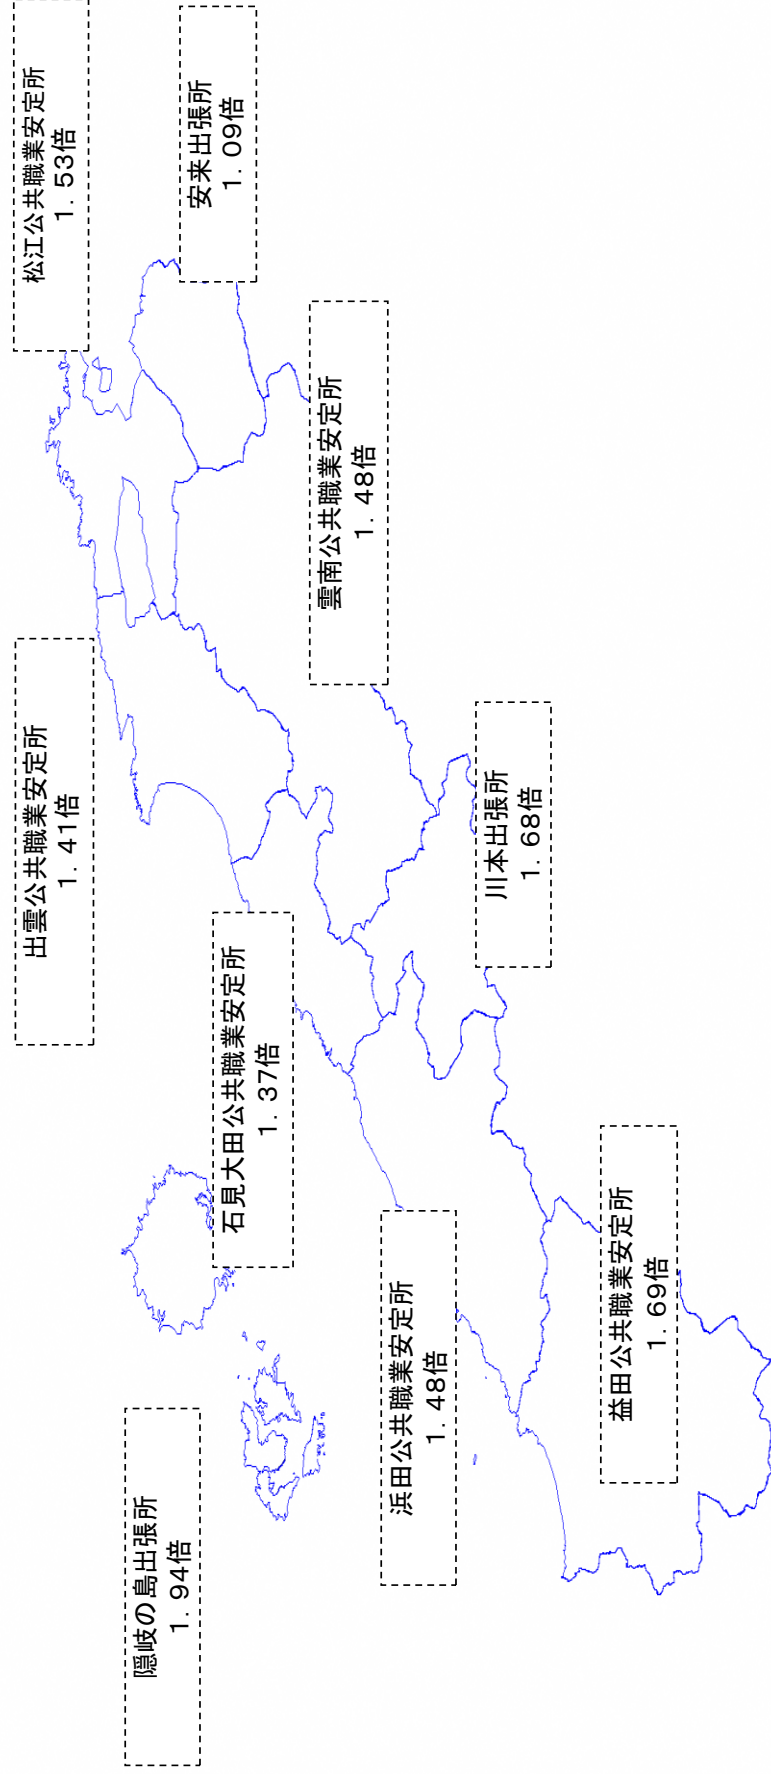 隠岐の島出張所
1. 94倍
出雲公共職業安定所
1. 41倍
松江公共職業安定所
1. 53倍
安来出張所
1. 09倍
石見大田公共職業安定所
1. 37倍
雲南公共職業安定所
1. 48倍
浜田公共職業安定所
1. 48倍
川本出張所
1. 68倍
益田公共職業安定所
1. 69倍